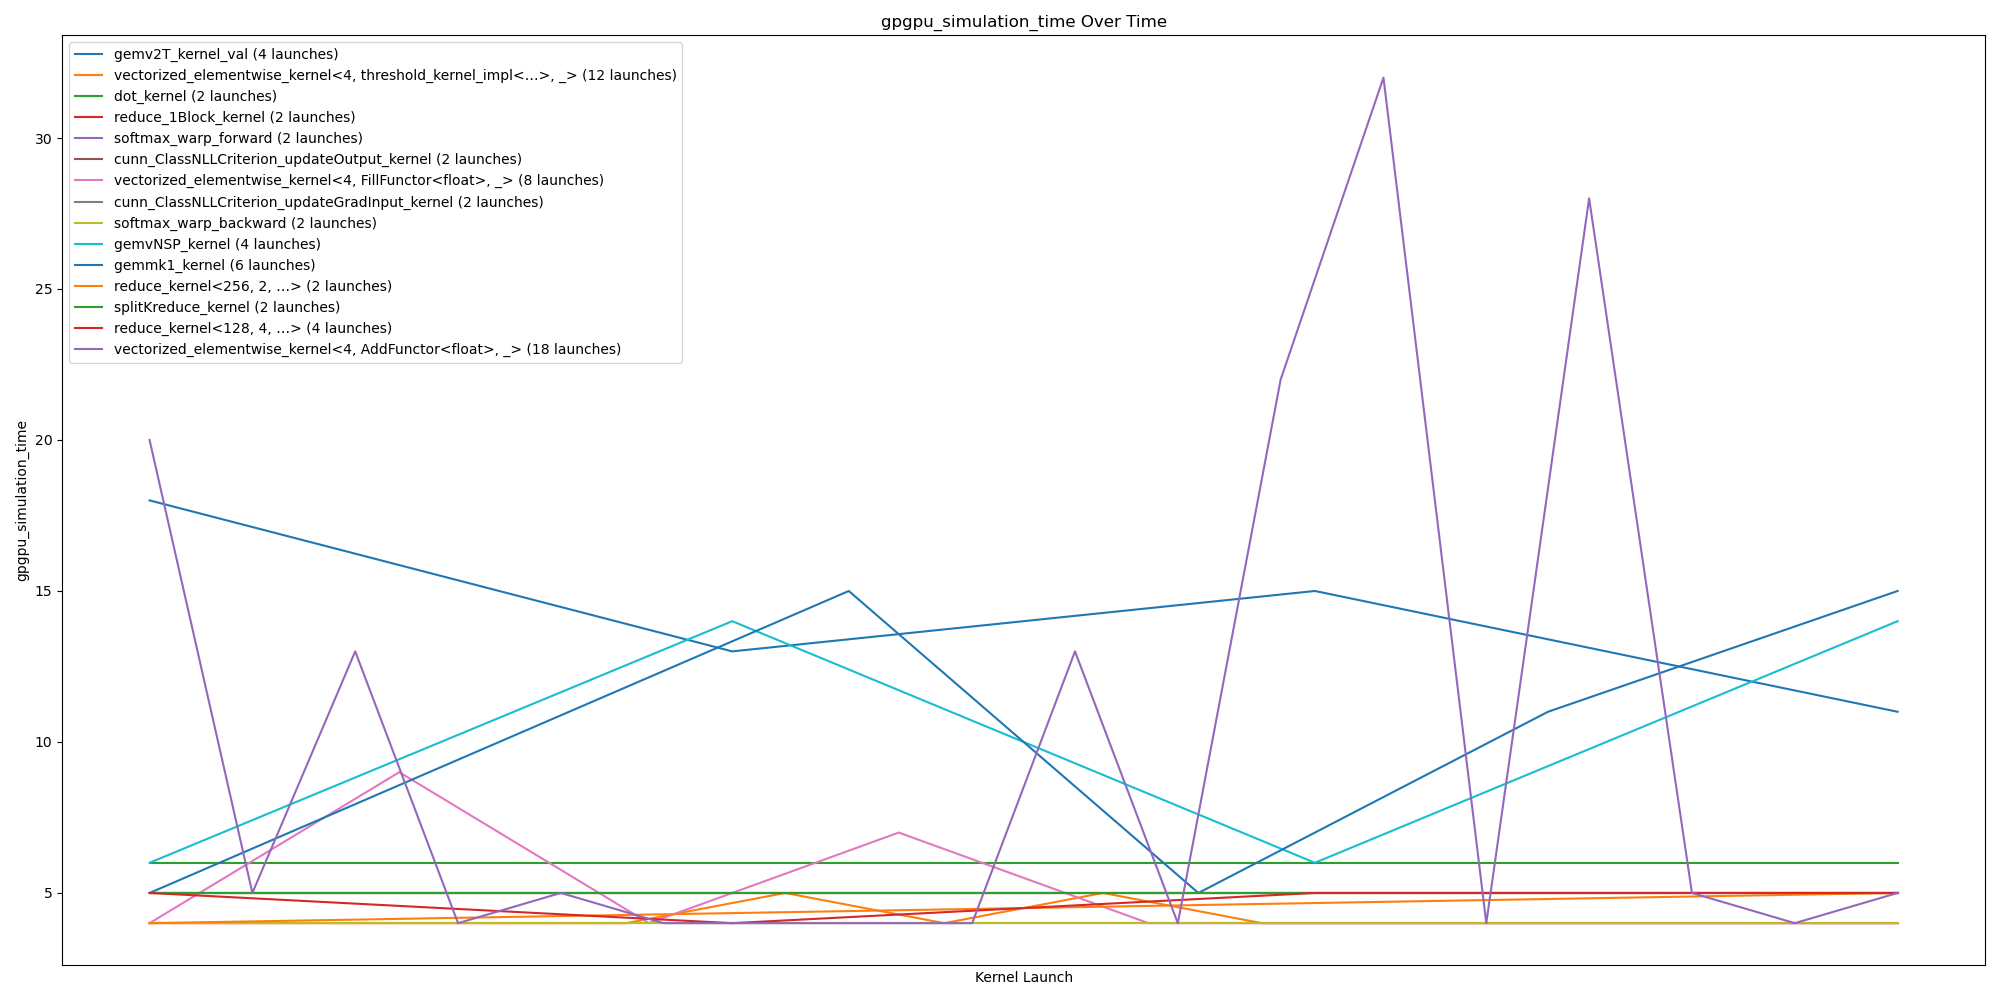 gpgpu_simulation_time Over Time
gemv2T_kernel_val (4 launches)
vectorized_elementwise_kernel<4, threshold_kernel_impl<...>, _> (12 launches)
dot_kernel (2 launches)
reduce_1Block_kernel (2 launches)
softmax_warp_forward (2 launches)
cunn_ClassNLLCriterion_updateOutput_kernel (2 launches)
vectorized_elementwise_kernel<4, FillFunctor<float>, _> (8 launches)
cunn_ClassNLLCriterion_updateGradInput_kernel (2 launches)
softmax_warp_backward (2 launches)
gemvNSP_kernel (4 launches)
gemmk1_kernel (6 launches)
reduce_kernel<256, 2, ...> (2 launches)
splitKreduce_kernel (2 launches)
reduce_kernel<128, 4, ...> (4 launches)
vectorized_elementwise_kernel<4, AddFunctor<float>, _> (18 launches)
gpgpu_simulation_time
30
25
20
15
10
5
Kernel Launch